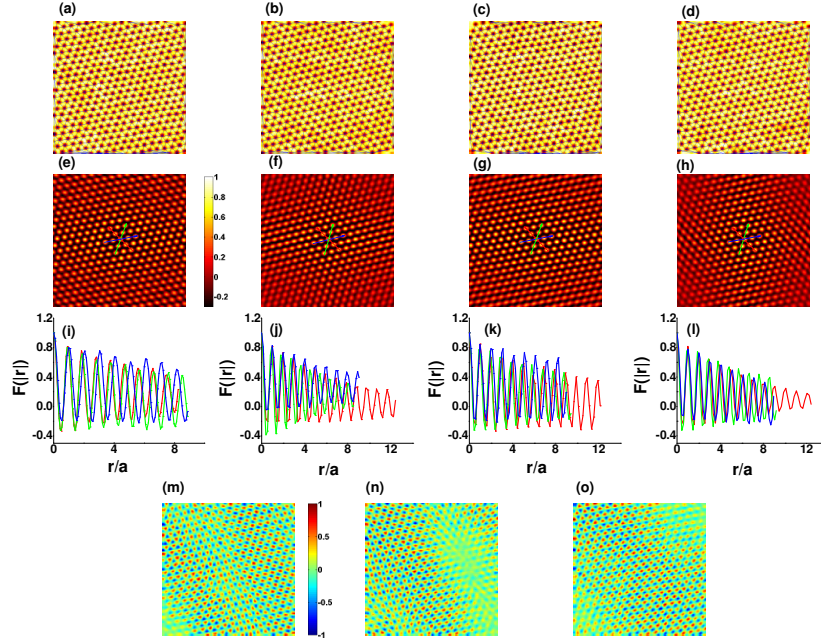 (a) (b) (c) (d)
(e) (f) (g) (h)
1
0.8
0.6
0.4
0.2
0
-0.2
(i) (j) (k) (l)
1.2 1.2 1.2 1.2
0.8 0.8 0.8 0.8
0.4 0.4 0.4 0.4
0.0 0.0 0.0 0.0
-0.4 -0.4 -0.4 -0.4
F(|r|) F(|r|) F(|r|) F(|r|)
0 4 8 0 4 8 12 0 4 8 12 0 4 8 12
r/a r/a r/a r/a
(m) (n) (o)
1
0.5
0
-0.5
-1